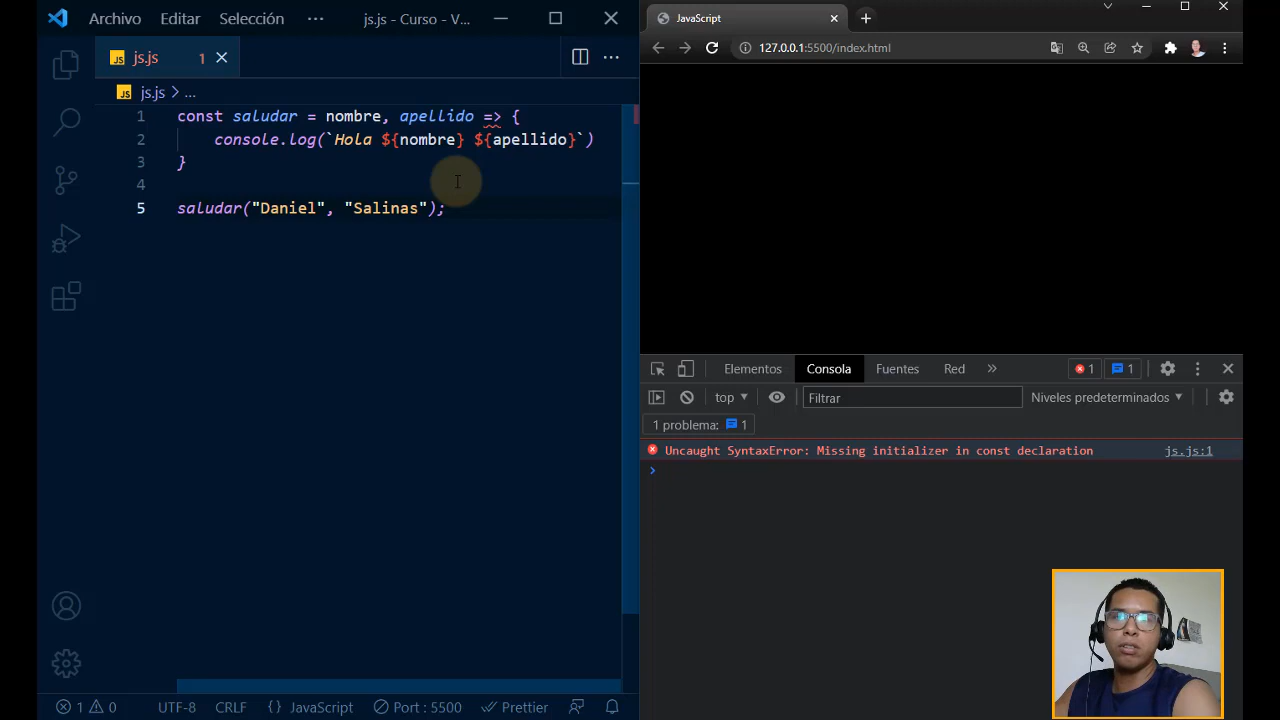 Archivo Editar Selección ··· js.js - Curso - V...
JS js.js 1
JS js.js > ...
1 const saludar = nombre, apellido => {
2 console.log(`Hola ${nombre} ${apellido}`)
3 }
4
5 saludar("Daniel", "Salinas");
1 0 UTF-8 CRLF {} JavaScript Port : 5500 Prettier
JavaScript
127.0.0.1:5500/index.html
Elementos Consola Fuentes Red » 1 1
top Filtrar Niveles predeterminados
1 problema: 1
Uncaught SyntaxError: Missing initializer in const declaration js.js:1